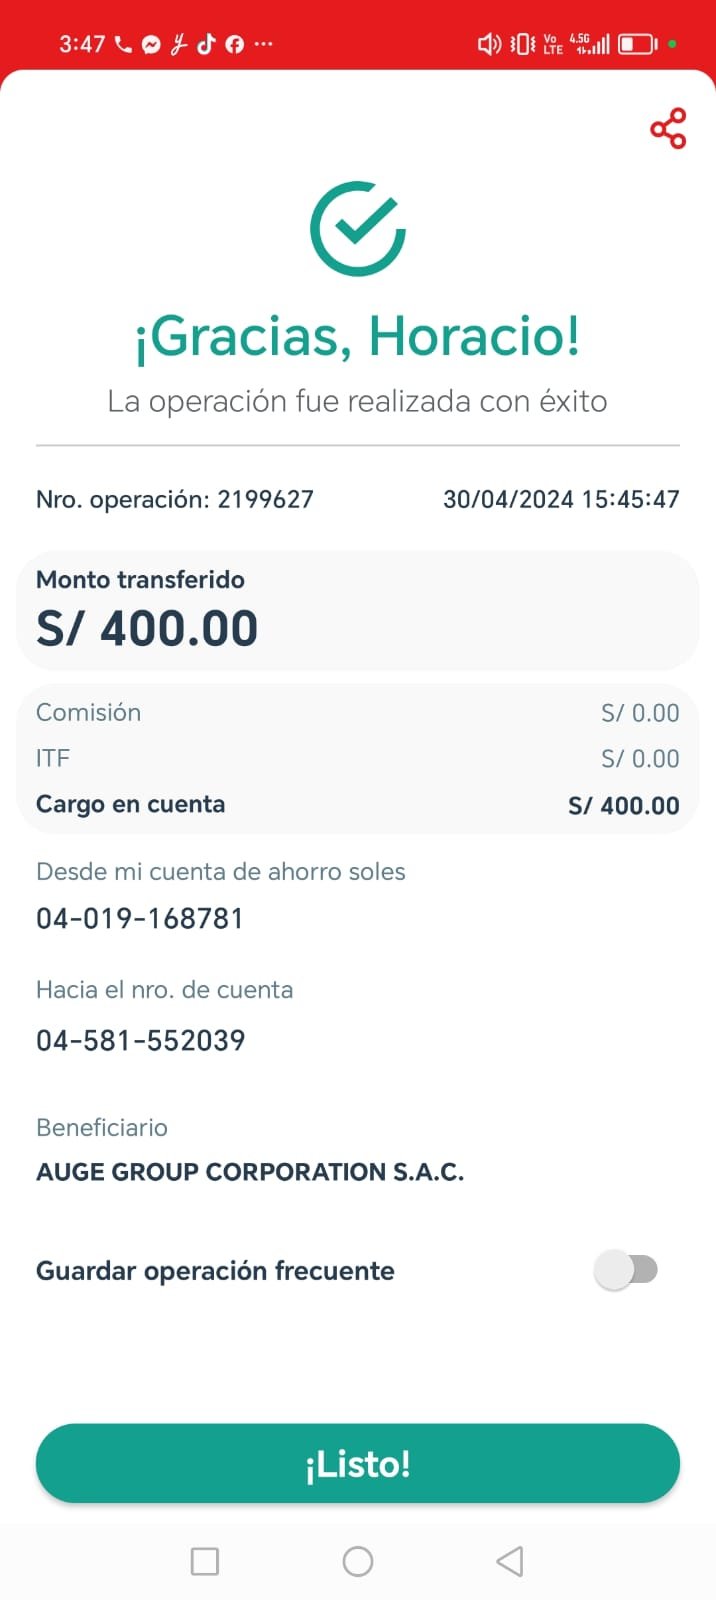 3:47
Vo LTE 4.5G
¡Gracias, Horacio!
La operación fue realizada con éxito
Nro. operación: 2199627 30/04/2024 15:45:47
Monto transferido
S/ 400.00
Comisión S/ 0.00
ITF S/ 0.00
Cargo en cuenta S/ 400.00
Desde mi cuenta de ahorro soles
04-019-168781
Hacia el nro. de cuenta
04-581-552039
Beneficiario
AUGE GROUP CORPORATION S.A.C.
Guardar operación frecuente
¡Listo!